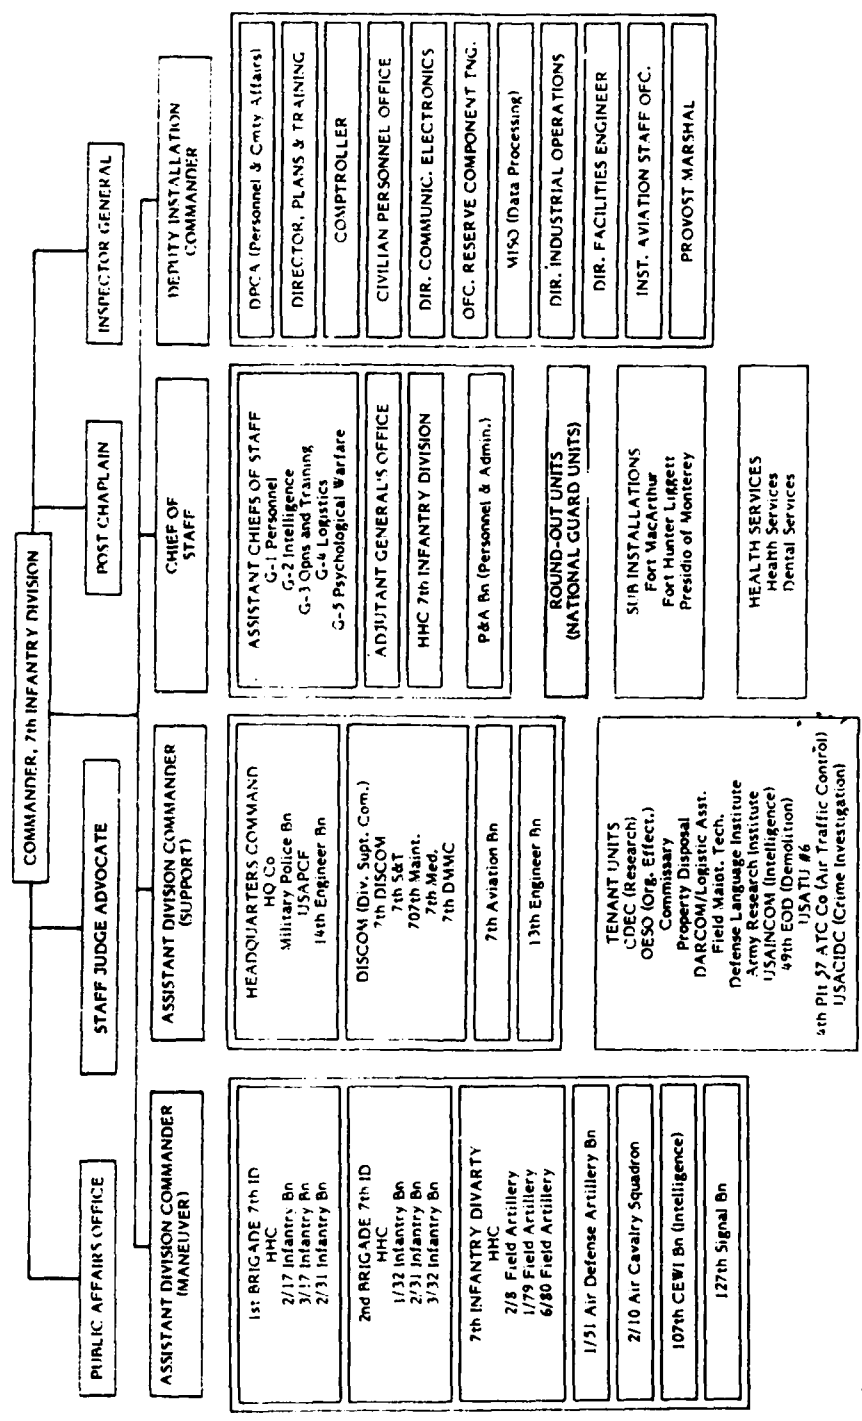 COMMANDER, 7th INFANTRY DIVISION
PUBLIC AFFAIRS OFFICE
STAFF JUDGE ADVOCATE
POST CHAPLAIN
INSPECTOR GENERAL
ASSISTANT DIVISION COMMANDER
(MANEUVER)
1st BRIGADE 7th ID
HHC
2/17 Infantry Bn
3/17 Infantry Bn
2/31 Infantry Bn
2nd BRIGADE 7th ID
HHC
1/32 Infantry Bn
2/31 Infantry Bn
3/32 Infantry Bn
7th INFANTRY DIVARTY
HHC
2/8 Field Artillery
1/79 Field Artillery
6/80 Field Artillery
1/51 Air Defense Artillery Bn
2/10 Air Cavalry Squadron
107th CEWI Bn (Intelligence)
127th Signal Bn
ASSISTANT DIVISION COMMANDER
(SUPPORT)
HEADQUARTERS COMMAND
HQ Co
Military Police Bn
USAPCF
14th Engineer Bn
DISCOM (Div. Supt. Com.)
7th DISCOM
7th S&T
707th Maint.
7th Med.
7th DMMC
7th Aviation Bn
13th Engineer Bn
TENANT UNITS
CDEC (Research)
OESO (Org. Effect.)
Commissary
Property Disposal
DARCOM/Logistic Asst.
Field Maint. Tech.
Defense Language Institute
Army Research Institute
USAINCOM (Intelligence)
49th EOD (Demolition)
USATU #6
4th Plt 57 ATC Co (Air Traffic Control)
USACIDC (Crime Investigation)
CHIEF OF
STAFF
ASSISTANT CHIEFS OF STAFF
G-1 Personnel
G-2 Intelligence
G-3 Opns and Training
G-4 Logistics
G-5 Psychological Warfare
ADJUTANT GENERAL'S OFFICE
HHC 7th INFANTRY DIVISION
P&A Bn (Personnel & Admin.)
ROUND-OUT UNITS
(NATIONAL GUARD UNITS)
SUB INSTALLATIONS
Fort MacArthur
Fort Hunter Liggett
Presidio of Monterey
HEALTH SERVICES
Health Services
Dental Services
DEPUTY INSTALLATION
COMMANDER
DPCA (Personnel & Cmty Affairs)
DIRECTOR, PLANS & TRAINING
COMPTROLLER
CIVILIAN PERSONNEL OFFICE
DIR. COMMUNIC. ELECTRONICS
OFC. RESERVE COMPONENT TNG.
MISO (Data Processing)
DIR. INDUSTRIAL OPERATIONS
DIR. FACILITIES ENGINEER
INST. AVIATION STAFF OFC.
PROVOST MARSHAL